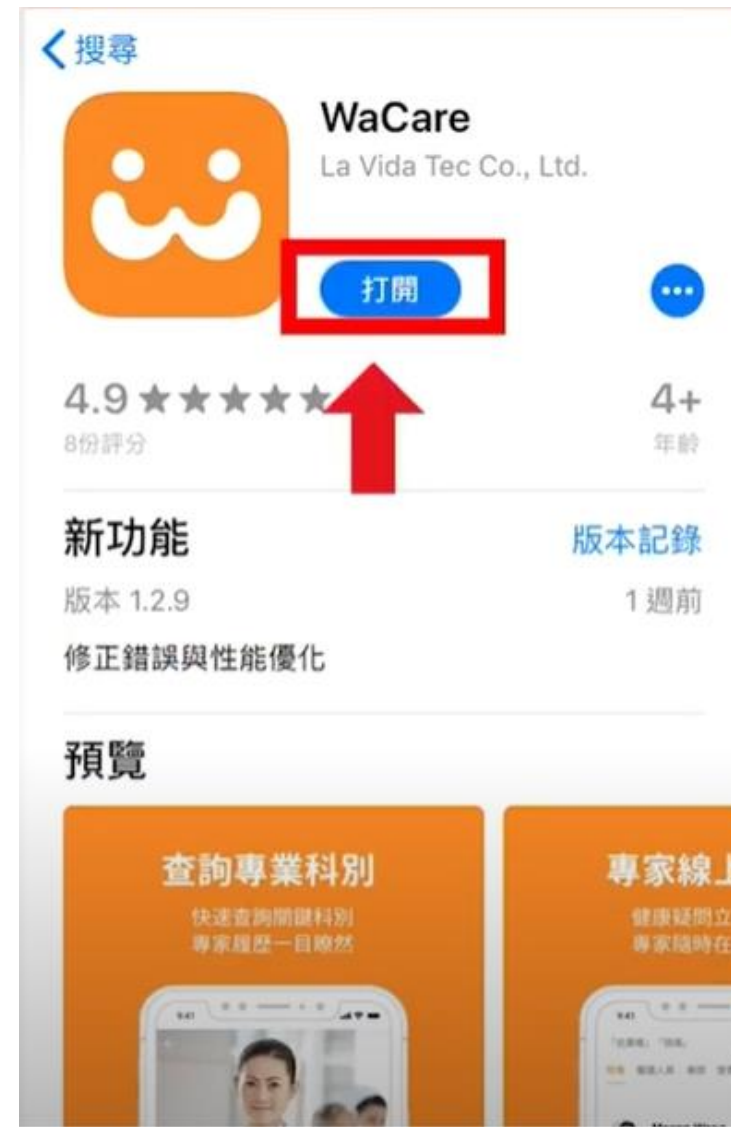 搜尋
WaCare
La Vida Tec Co., Ltd.
打開
4.9
4+
8份評分
年齡
新功能
版本記錄
版本 1.2.9
1 週前
修正錯誤與性能優化
預覽
查詢專業科別
專家線上
快速查詢關鍵科別
健康疑問立
專家履歷一目瞭然
專家隨時在
9:41
9:41